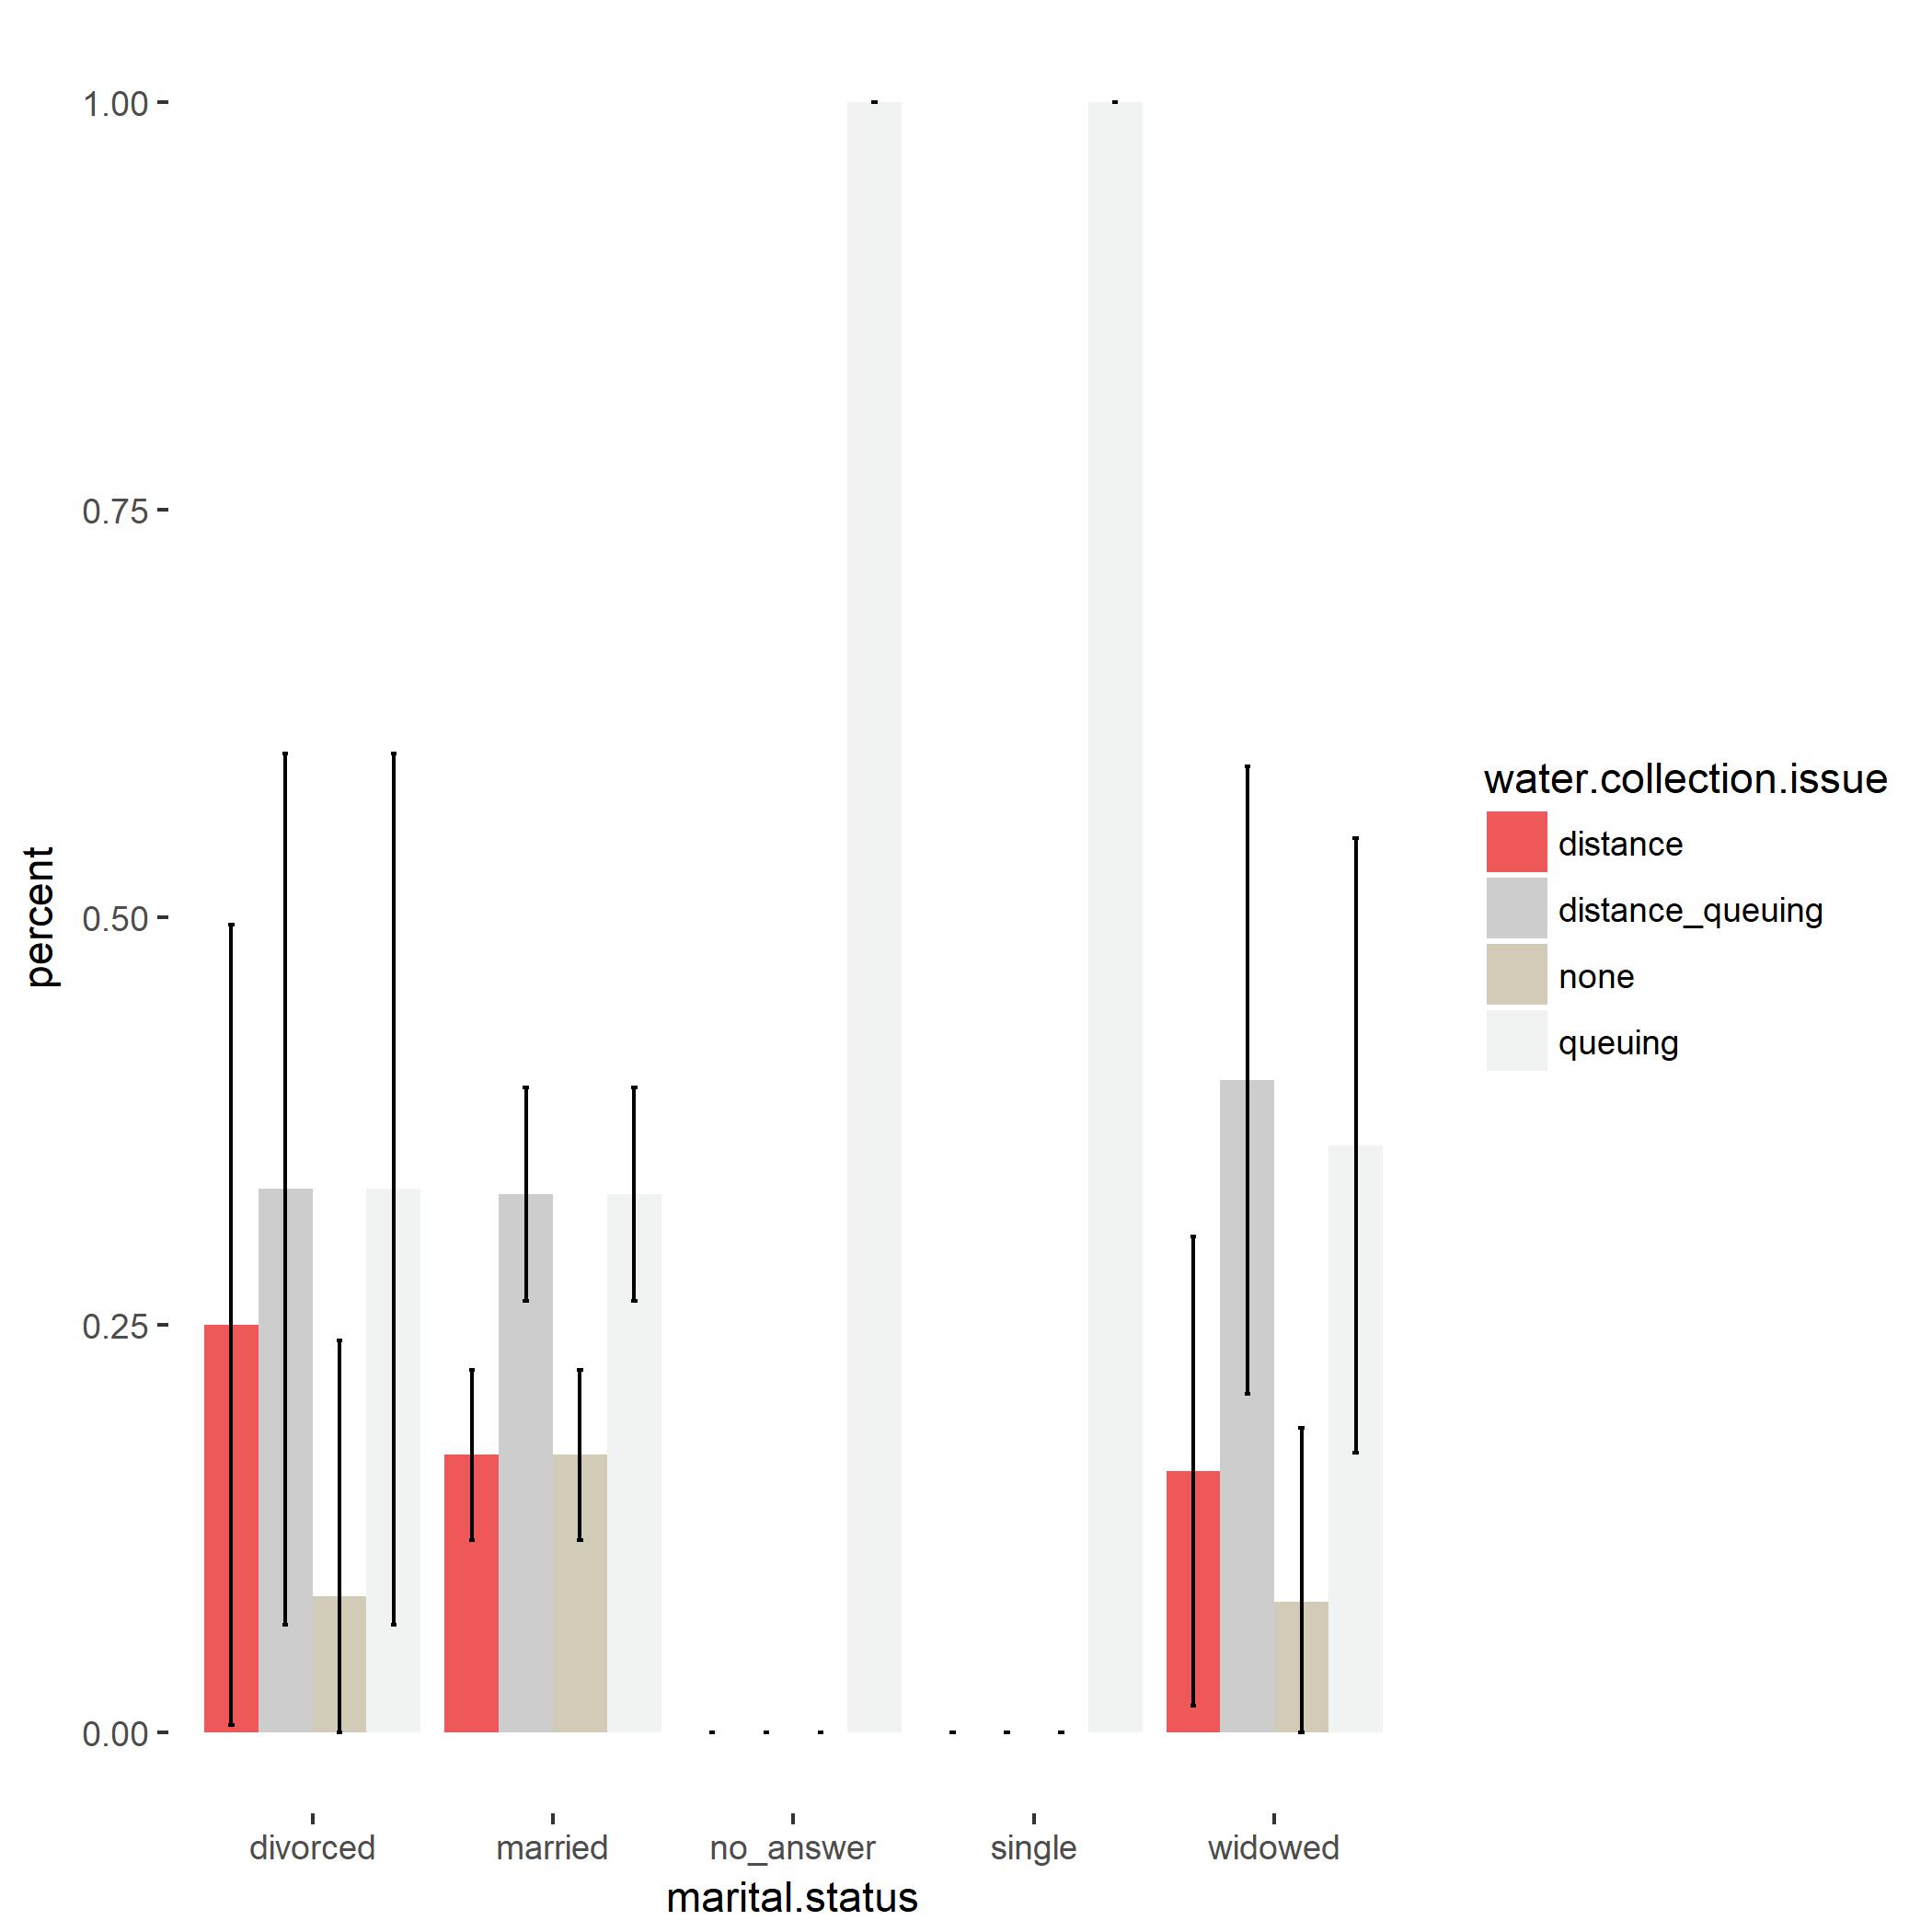 1.00
0.75
0.50
0.25
0.00
percent
divorced married no_answer single widowed
marital.status
water.collection.issue
distance
distance_queuing
none
queuing